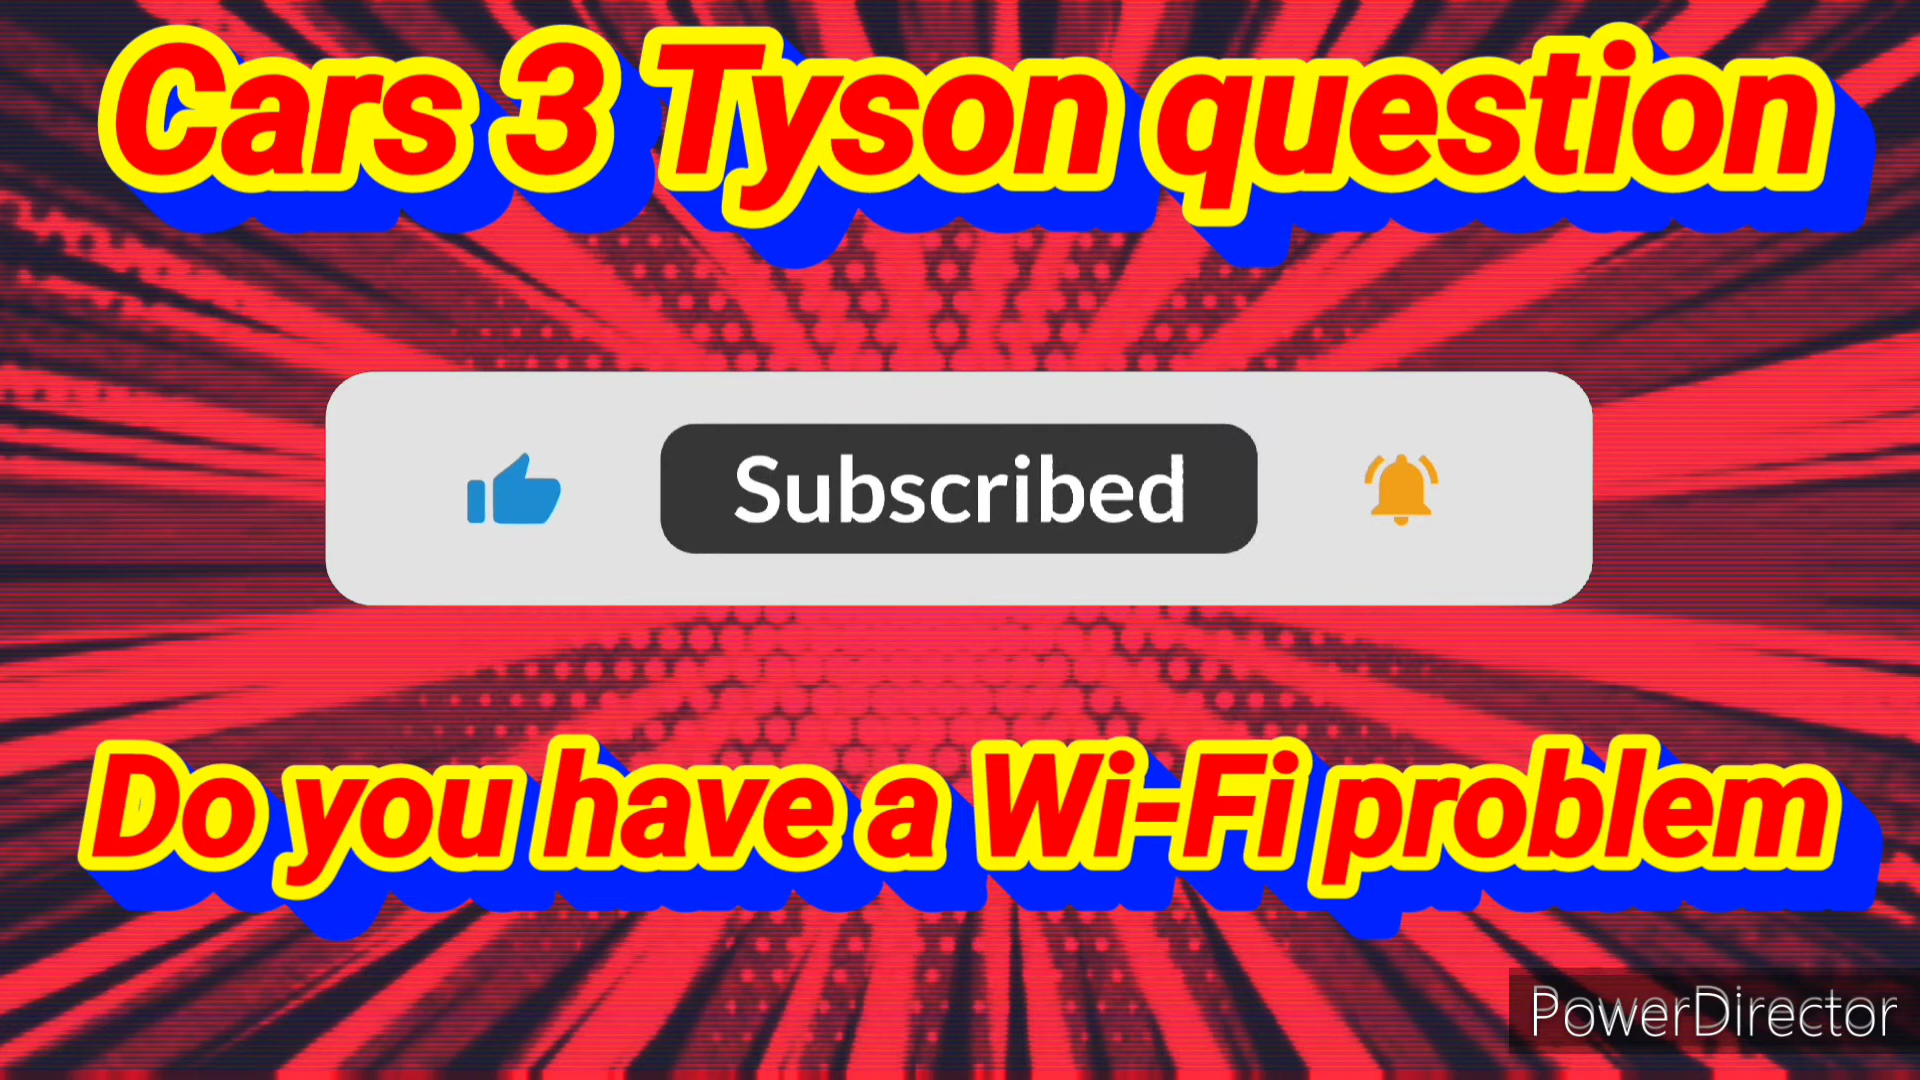 Cars 3 Tyson question
Subscribed
Do you have a Wi-Fi problem
PowerDirector